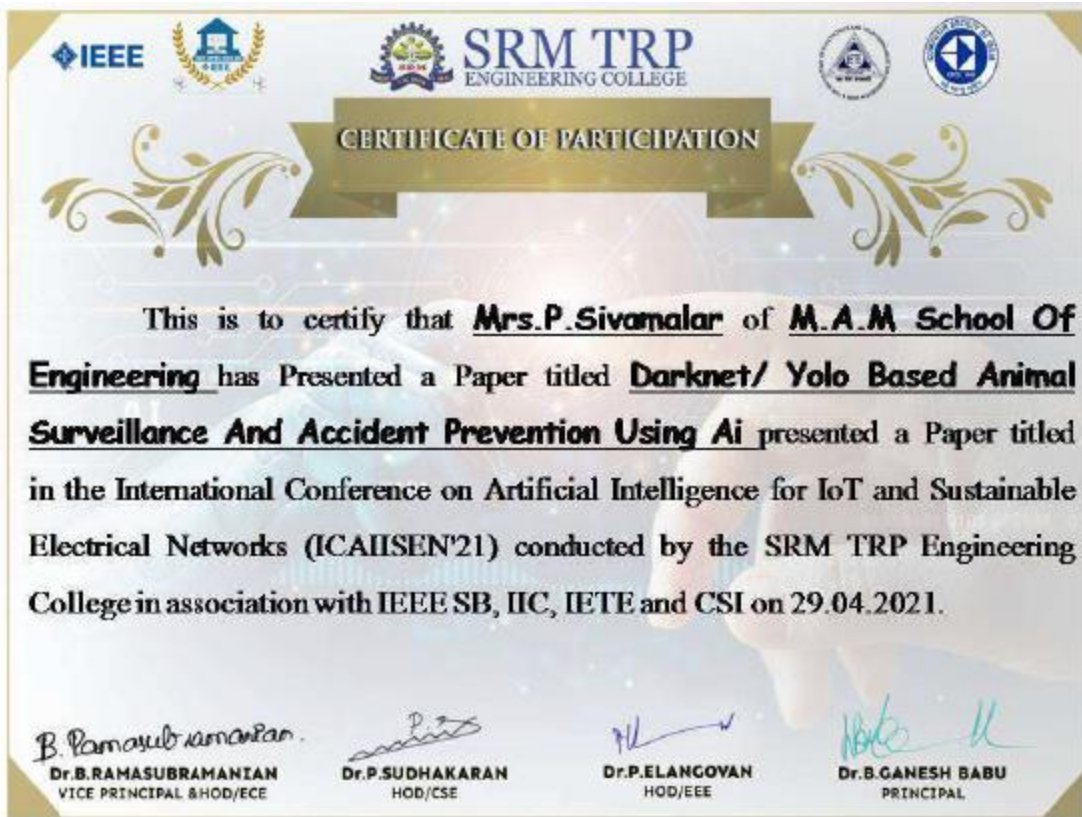 IEEE
SRM TRP
ENGINEERING COLLEGE
CERTIFICATE OF PARTICIPATION
This is to certify that Mrs.P.Sivamalar of M.A.M School Of
Engineering has Presented a Paper titled Darknet/ Yolo Based Animal
Surveillance And Accident Prevention Using Ai presented a Paper titled
in the International Conference on Artificial Intelligence for IoT and Sustainable
Electrical Networks (ICAIISEN'21) conducted by the SRM TRP Engineering
College in association with IEEE SB, IIC, IETE and CSI on 29.04.2021.
B. Ramasubramanian.
Dr.B.RAMASUBRAMANIAN
VICE PRINCIPAL &HOD/ECE
Dr.P.SUDHAKARAN
HOD/CSE
Dr.P.ELANGOVAN
HOD/EEE
Dr.B.GANESH BABU
PRINCIPAL